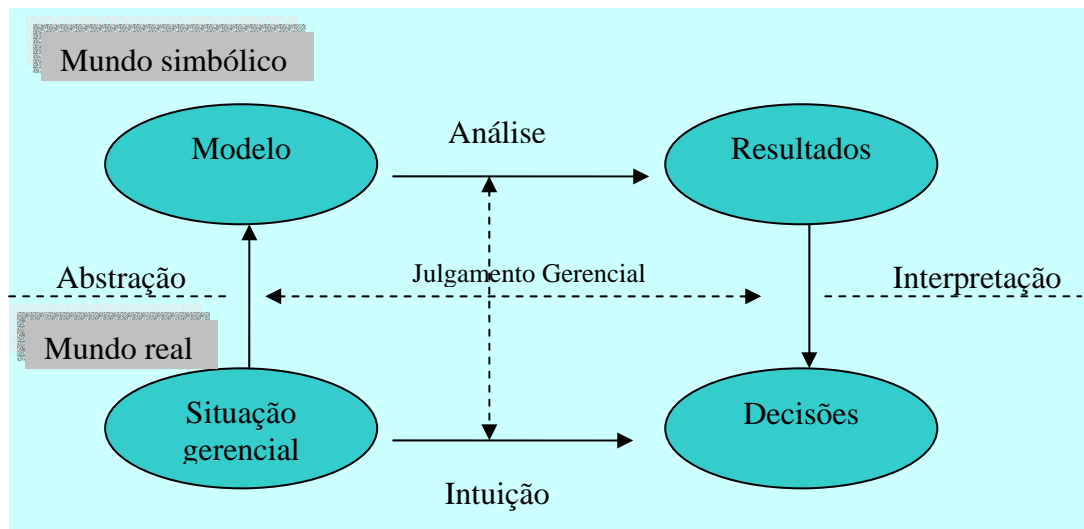 Mundo simbólico
Modelo
Análise
Resultados
Abstração
Julgamento Gerencial
Interpretação
Mundo real
Situação
gerencial
Decisões
Intuição